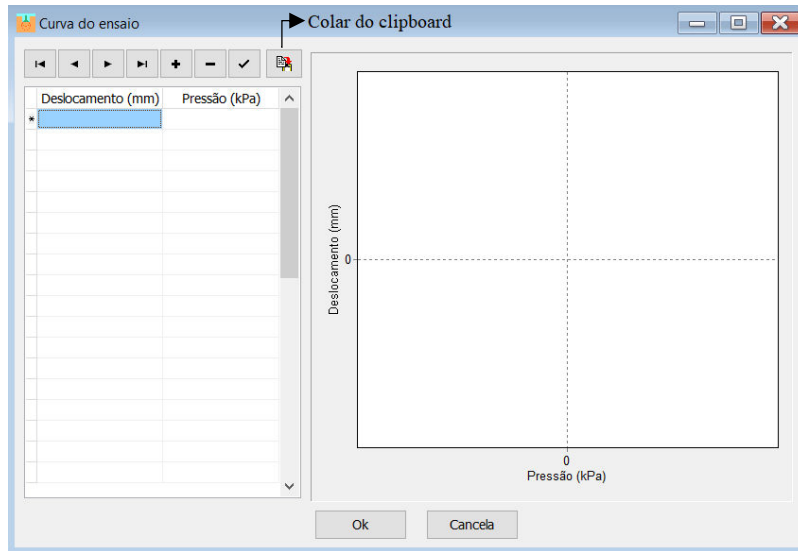 Curva do ensaio
Colar do clipboard
Deslocamento (mm) Pressão (kPa)
*
Deslocamento (mm)
0
0
Pressão (kPa)
Ok Cancela